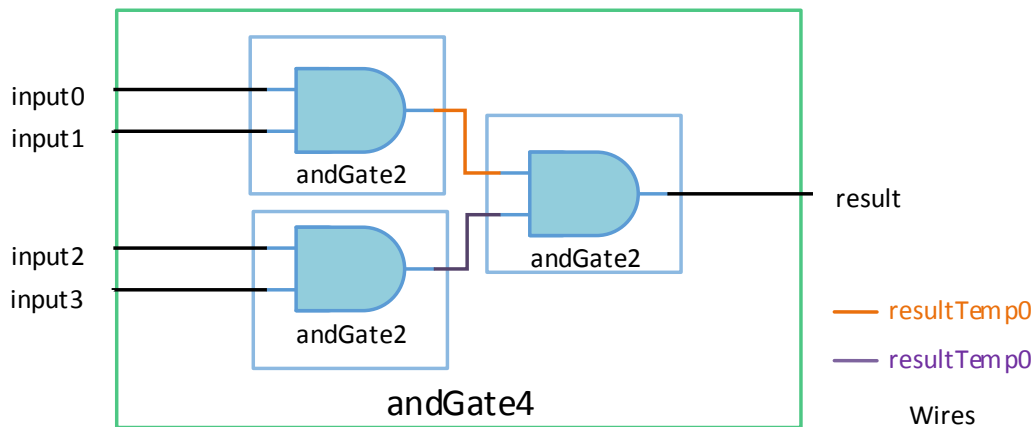 input0
input1
andGate2
andGate2
result
input2
input3
andGate2
resultTemp0
resultTemp0
andGate4
Wires